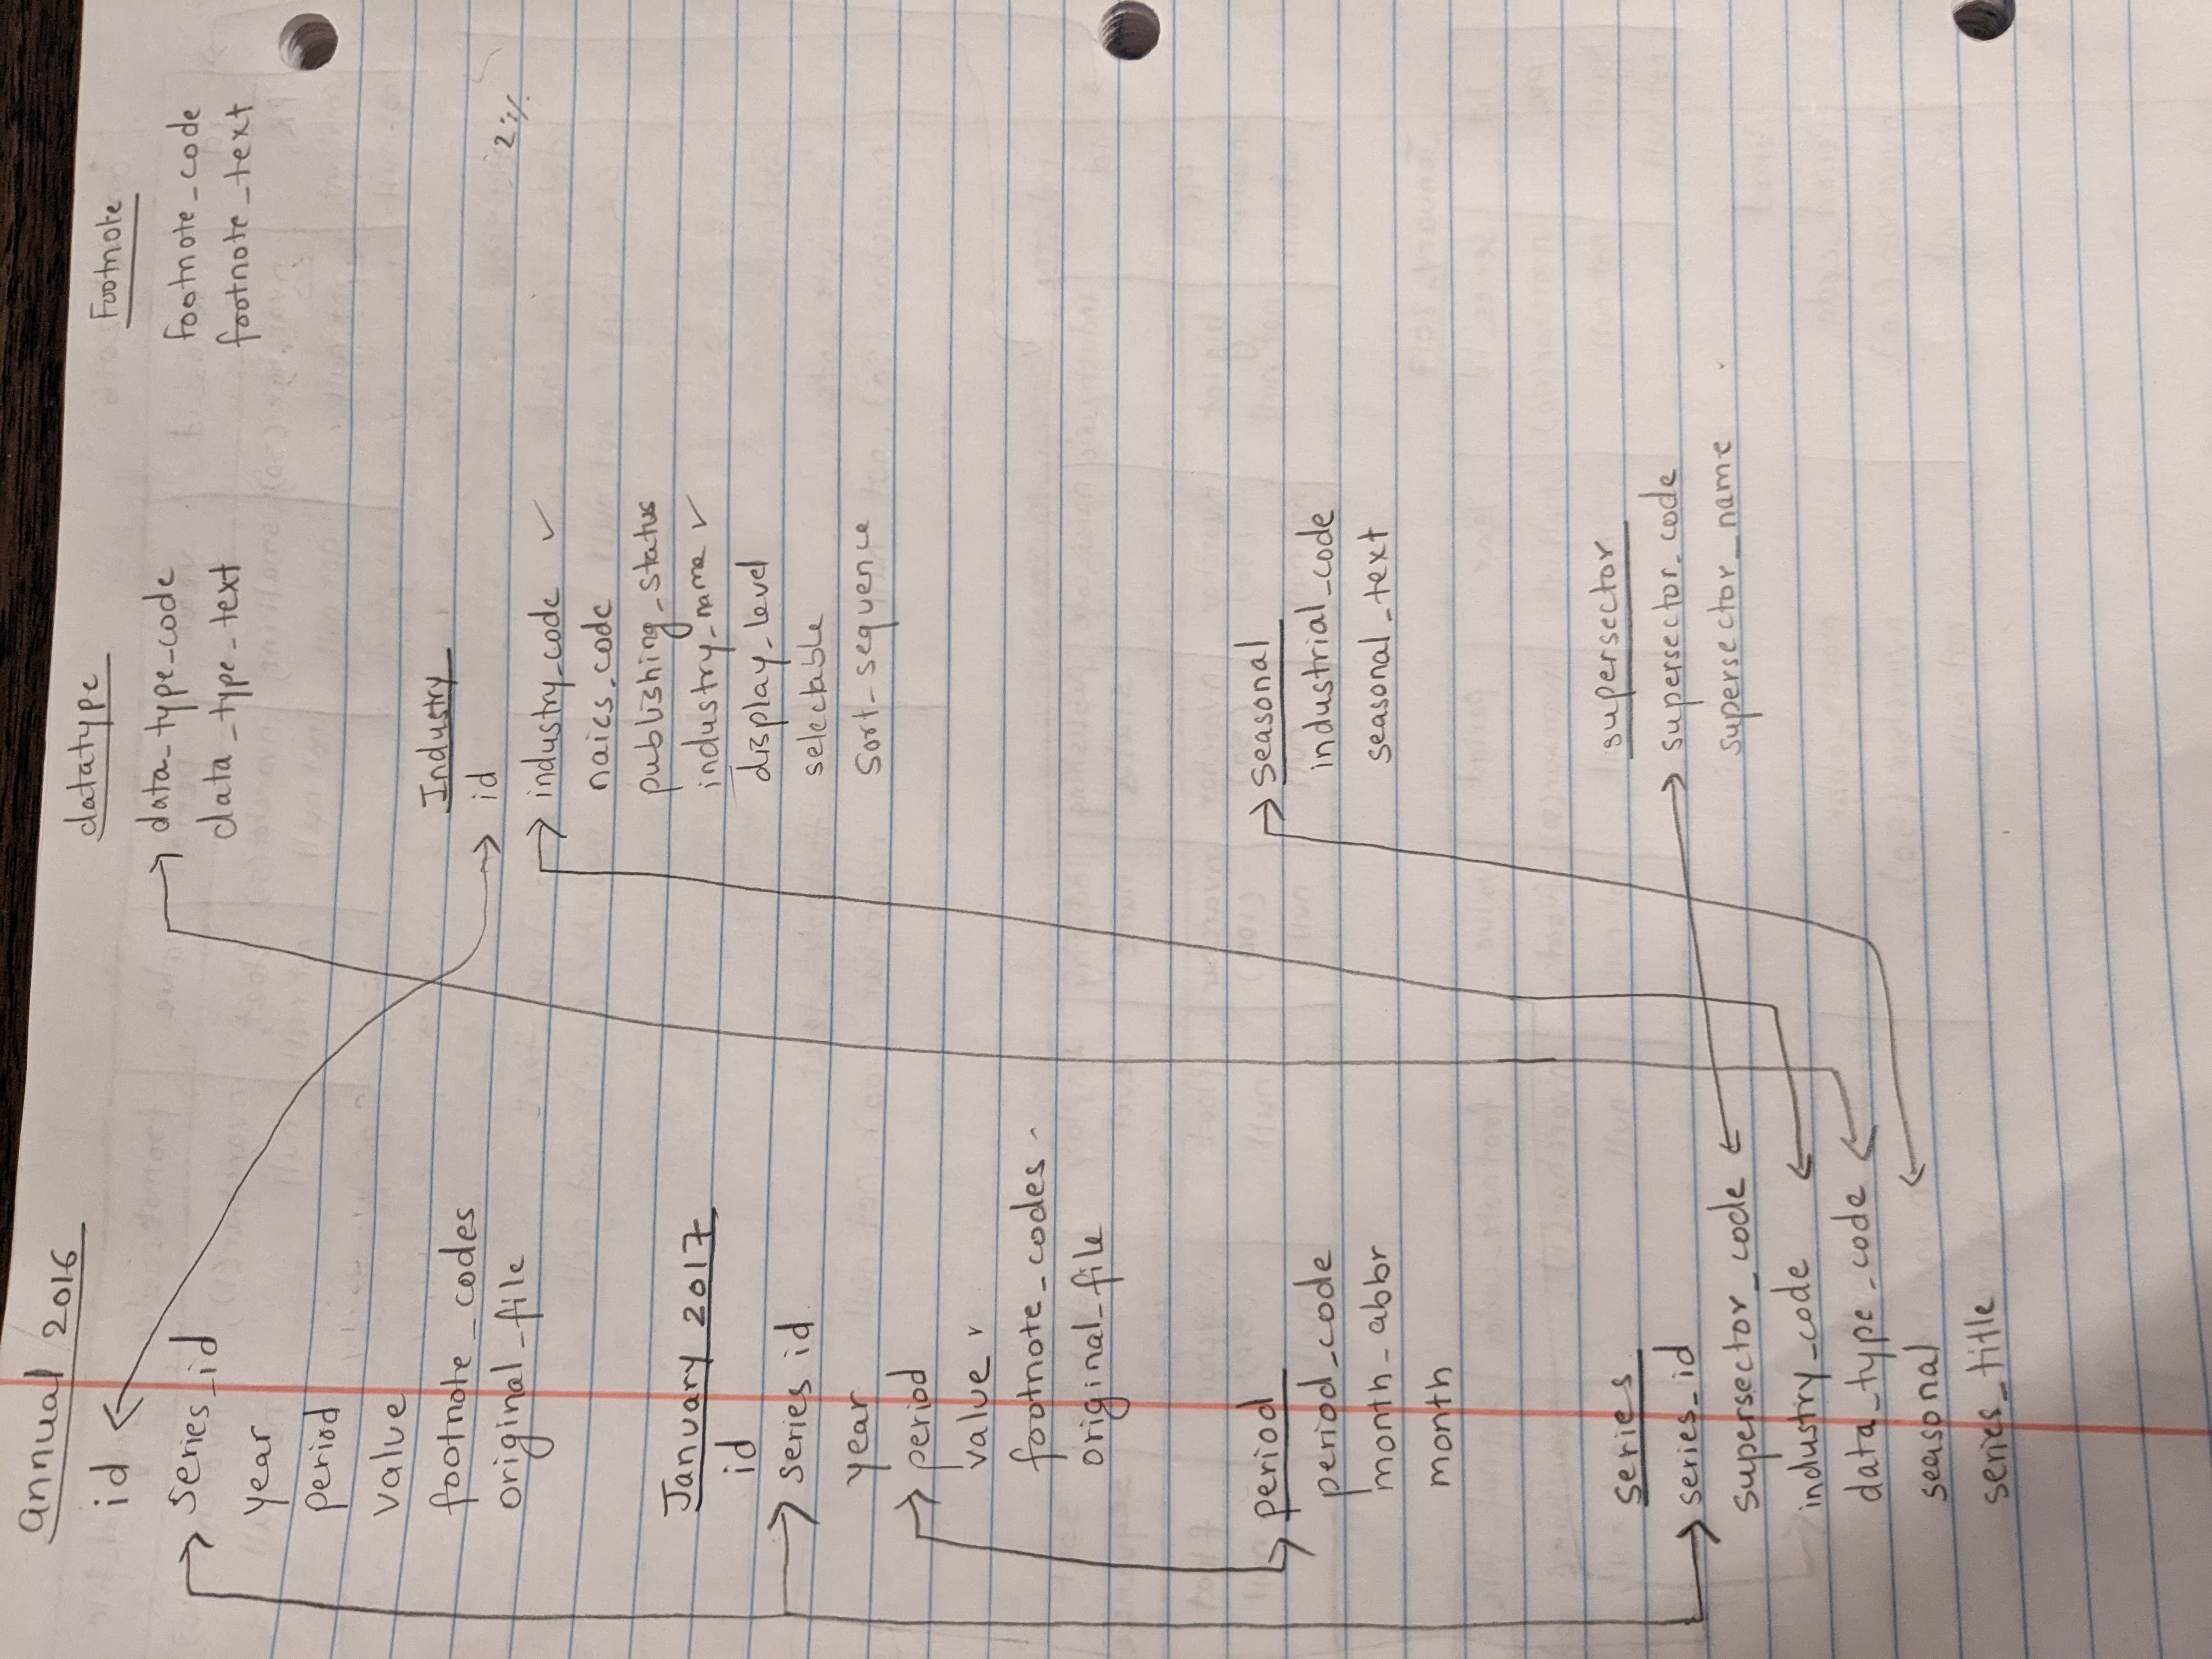 annual 2016
id
series_id
year
period
value
footnote_codes
original_file
January 2017
id
series id
year
period
value
footnote_codes
original_file
period
period_code
month_abbr
month
series
series_id
supersector_code
industry_code
data_type_code
seasonal
series_title
datatype
data_type_code
data_type_text
Footnote
footnote_code
footnote_text
Industry
id
industry_code ✓
naics_code
publishing_status
industry_name ✓
display_level
selectable
sort_sequence
seasonal
industrial_code
seasonal_text
supersector
supersector_code
supersector_name